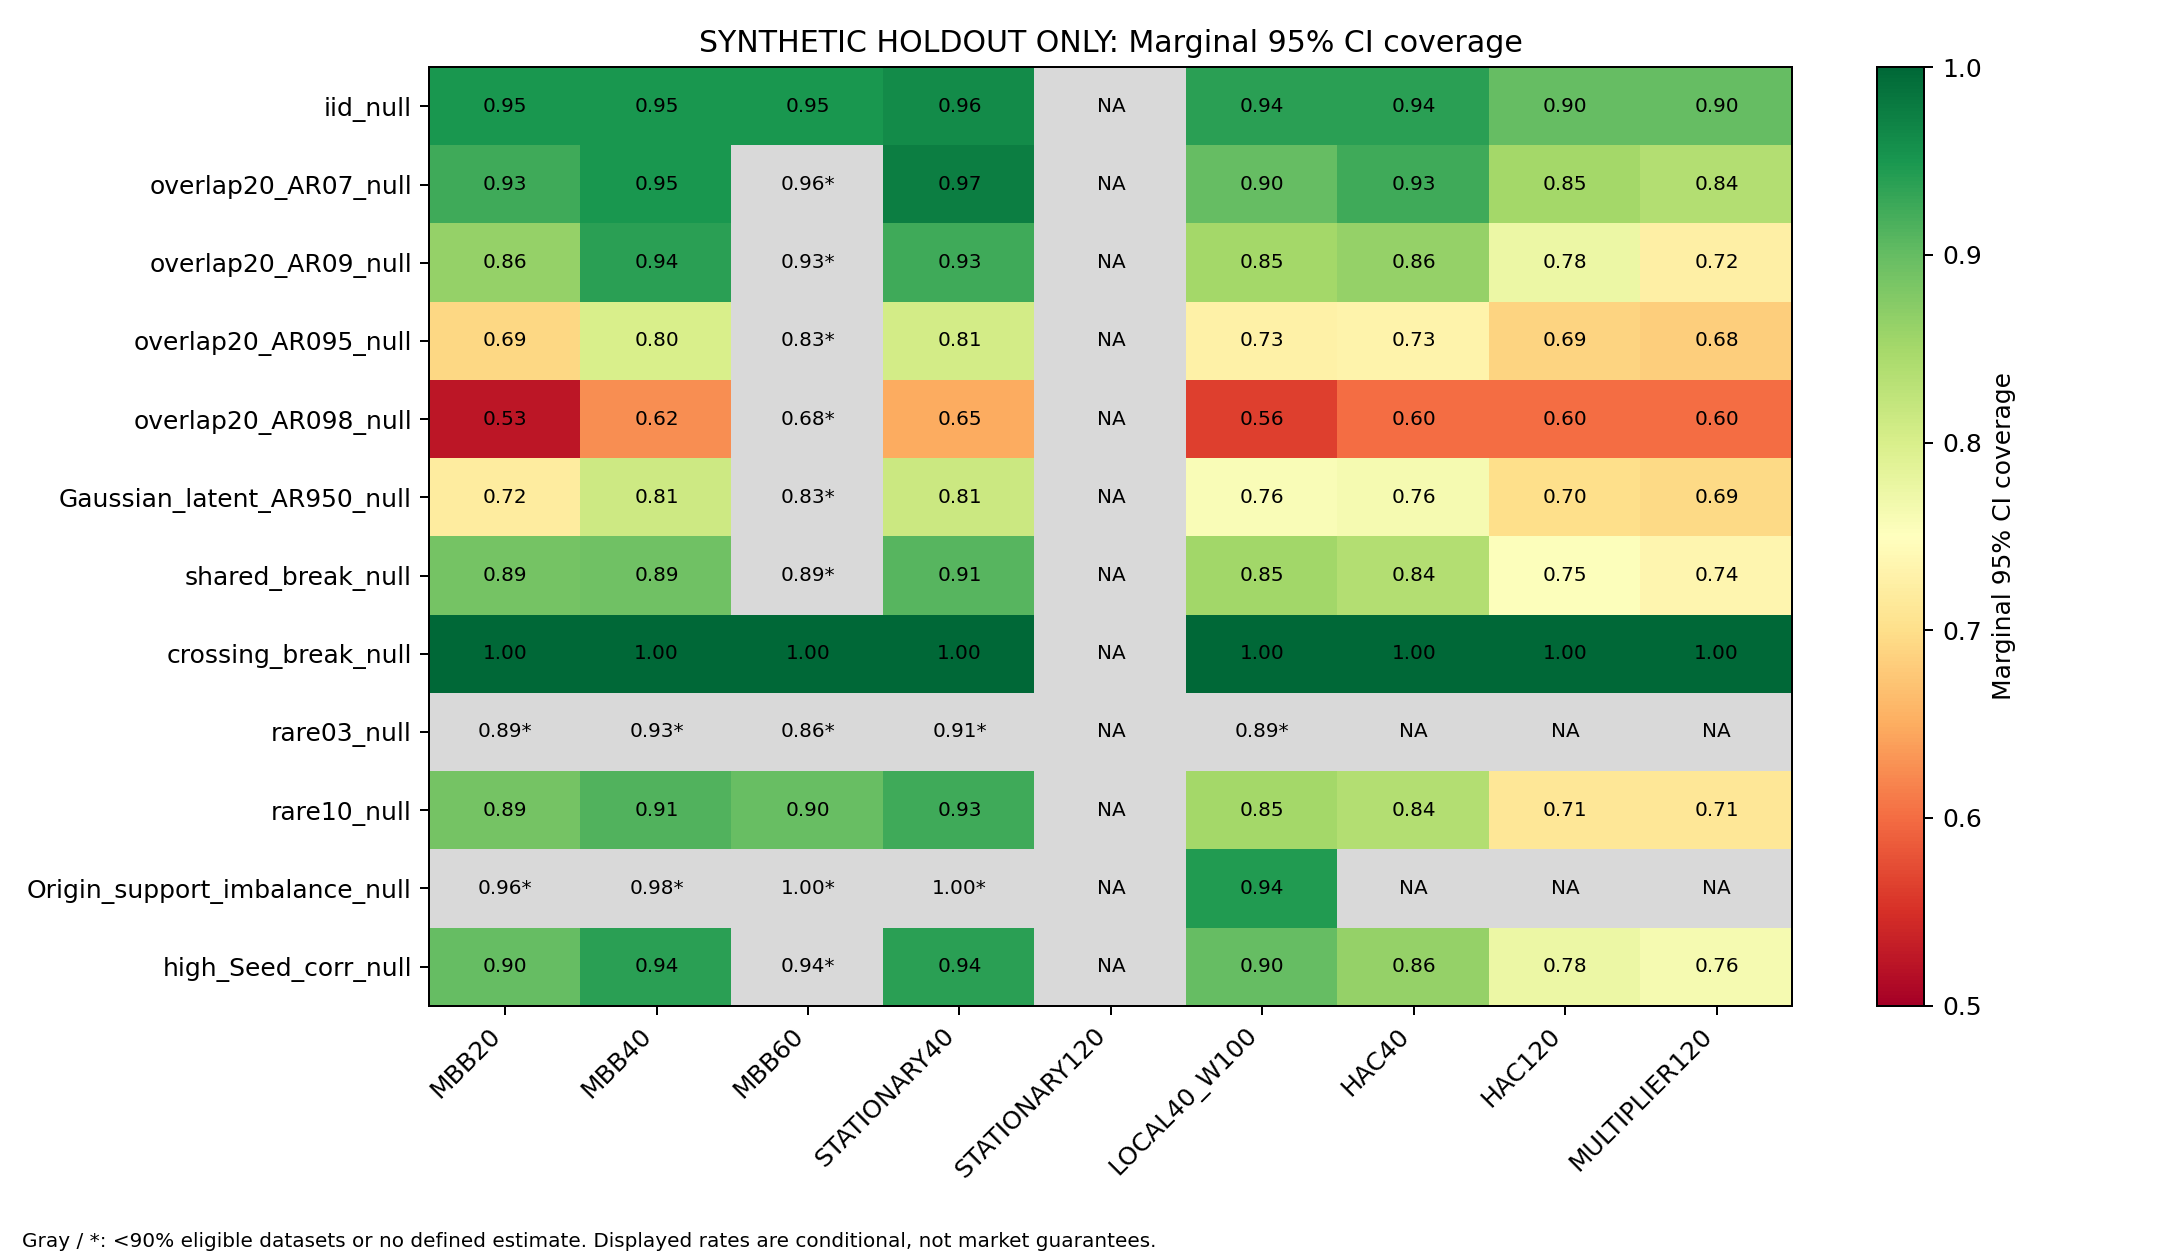 SYNTHETIC HOLDOUT ONLY: Marginal 95% CI coverage
iid_null 0.95 0.95 0.95 0.96 NA 0.94 0.94 0.90 0.90
overlap20_AR07_null 0.93 0.95 0.96* 0.97 NA 0.90 0.93 0.85 0.84
overlap20_AR09_null 0.86 0.94 0.93* 0.93 NA 0.85 0.86 0.78 0.72
overlap20_AR095_null 0.69 0.80 0.83* 0.81 NA 0.73 0.73 0.69 0.68
overlap20_AR098_null 0.53 0.62 0.68* 0.65 NA 0.56 0.60 0.60 0.60
Gaussian_latent_AR950_null 0.72 0.81 0.83* 0.81 NA 0.76 0.76 0.70 0.69
shared_break_null 0.89 0.89 0.89* 0.91 NA 0.85 0.84 0.75 0.74
crossing_break_null 1.00 1.00 1.00 1.00 NA 1.00 1.00 1.00 1.00
rare03_null 0.89* 0.93* 0.86* 0.91* NA 0.89* NA NA NA
rare10_null 0.89 0.91 0.90 0.93 NA 0.85 0.84 0.71 0.71
Origin_support_imbalance_null 0.96* 0.98* 1.00* 1.00* NA 0.94 NA NA NA
high_Seed_corr_null 0.90 0.94 0.94* 0.94 NA 0.90 0.86 0.78 0.76
MBB20 MBB40 MBB60 STATIONARY40 STATIONARY120 LOCAL40_W100 HAC40 HAC120 MULTIPLIER120
1.0
0.9
0.8
0.7
0.6
0.5
Marginal 95% CI coverage
Gray / *: <90% eligible datasets or no defined estimate. Displayed rates are conditional, not market guarantees.